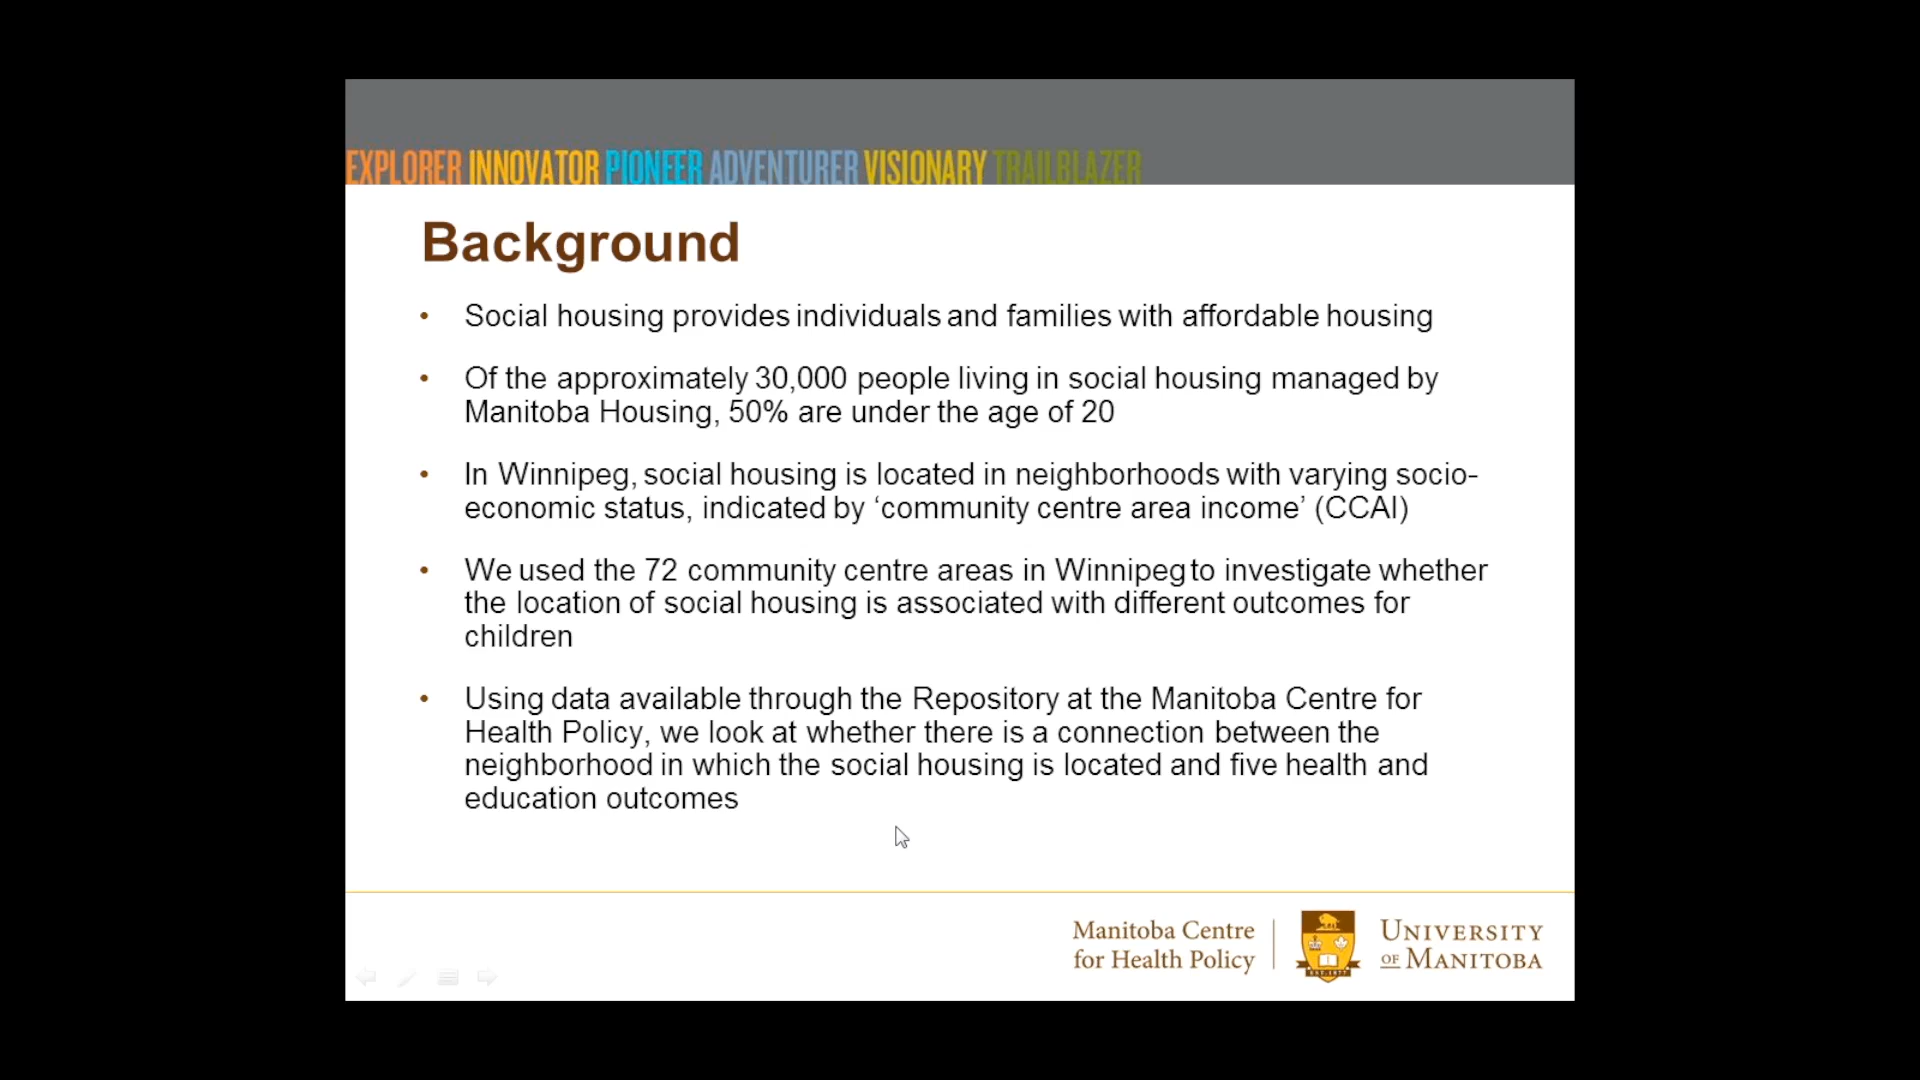 EXPLORER INNOVATOR PIONEER ADVENTURER VISIONARY TRAILBLAZER
Background
• Social housing provides individuals and families with affordable housing
• Of the approximately 30,000 people living in social housing managed by
Manitoba Housing, 50% are under the age of 20
• In Winnipeg, social housing is located in neighborhoods with varying socio-
economic status, indicated by ‘community centre area income’ (CCAI)
• We used the 72 community centre areas in Winnipeg to investigate whether
the location of social housing is associated with different outcomes for
children
• Using data available through the Repository at the Manitoba Centre for
Health Policy, we look at whether there is a connection between the
neighborhood in which the social housing is located and five health and
education outcomes
Manitoba Centre
for Health Policy
UNIVERSITY
OF MANITOBA
EST. 1877